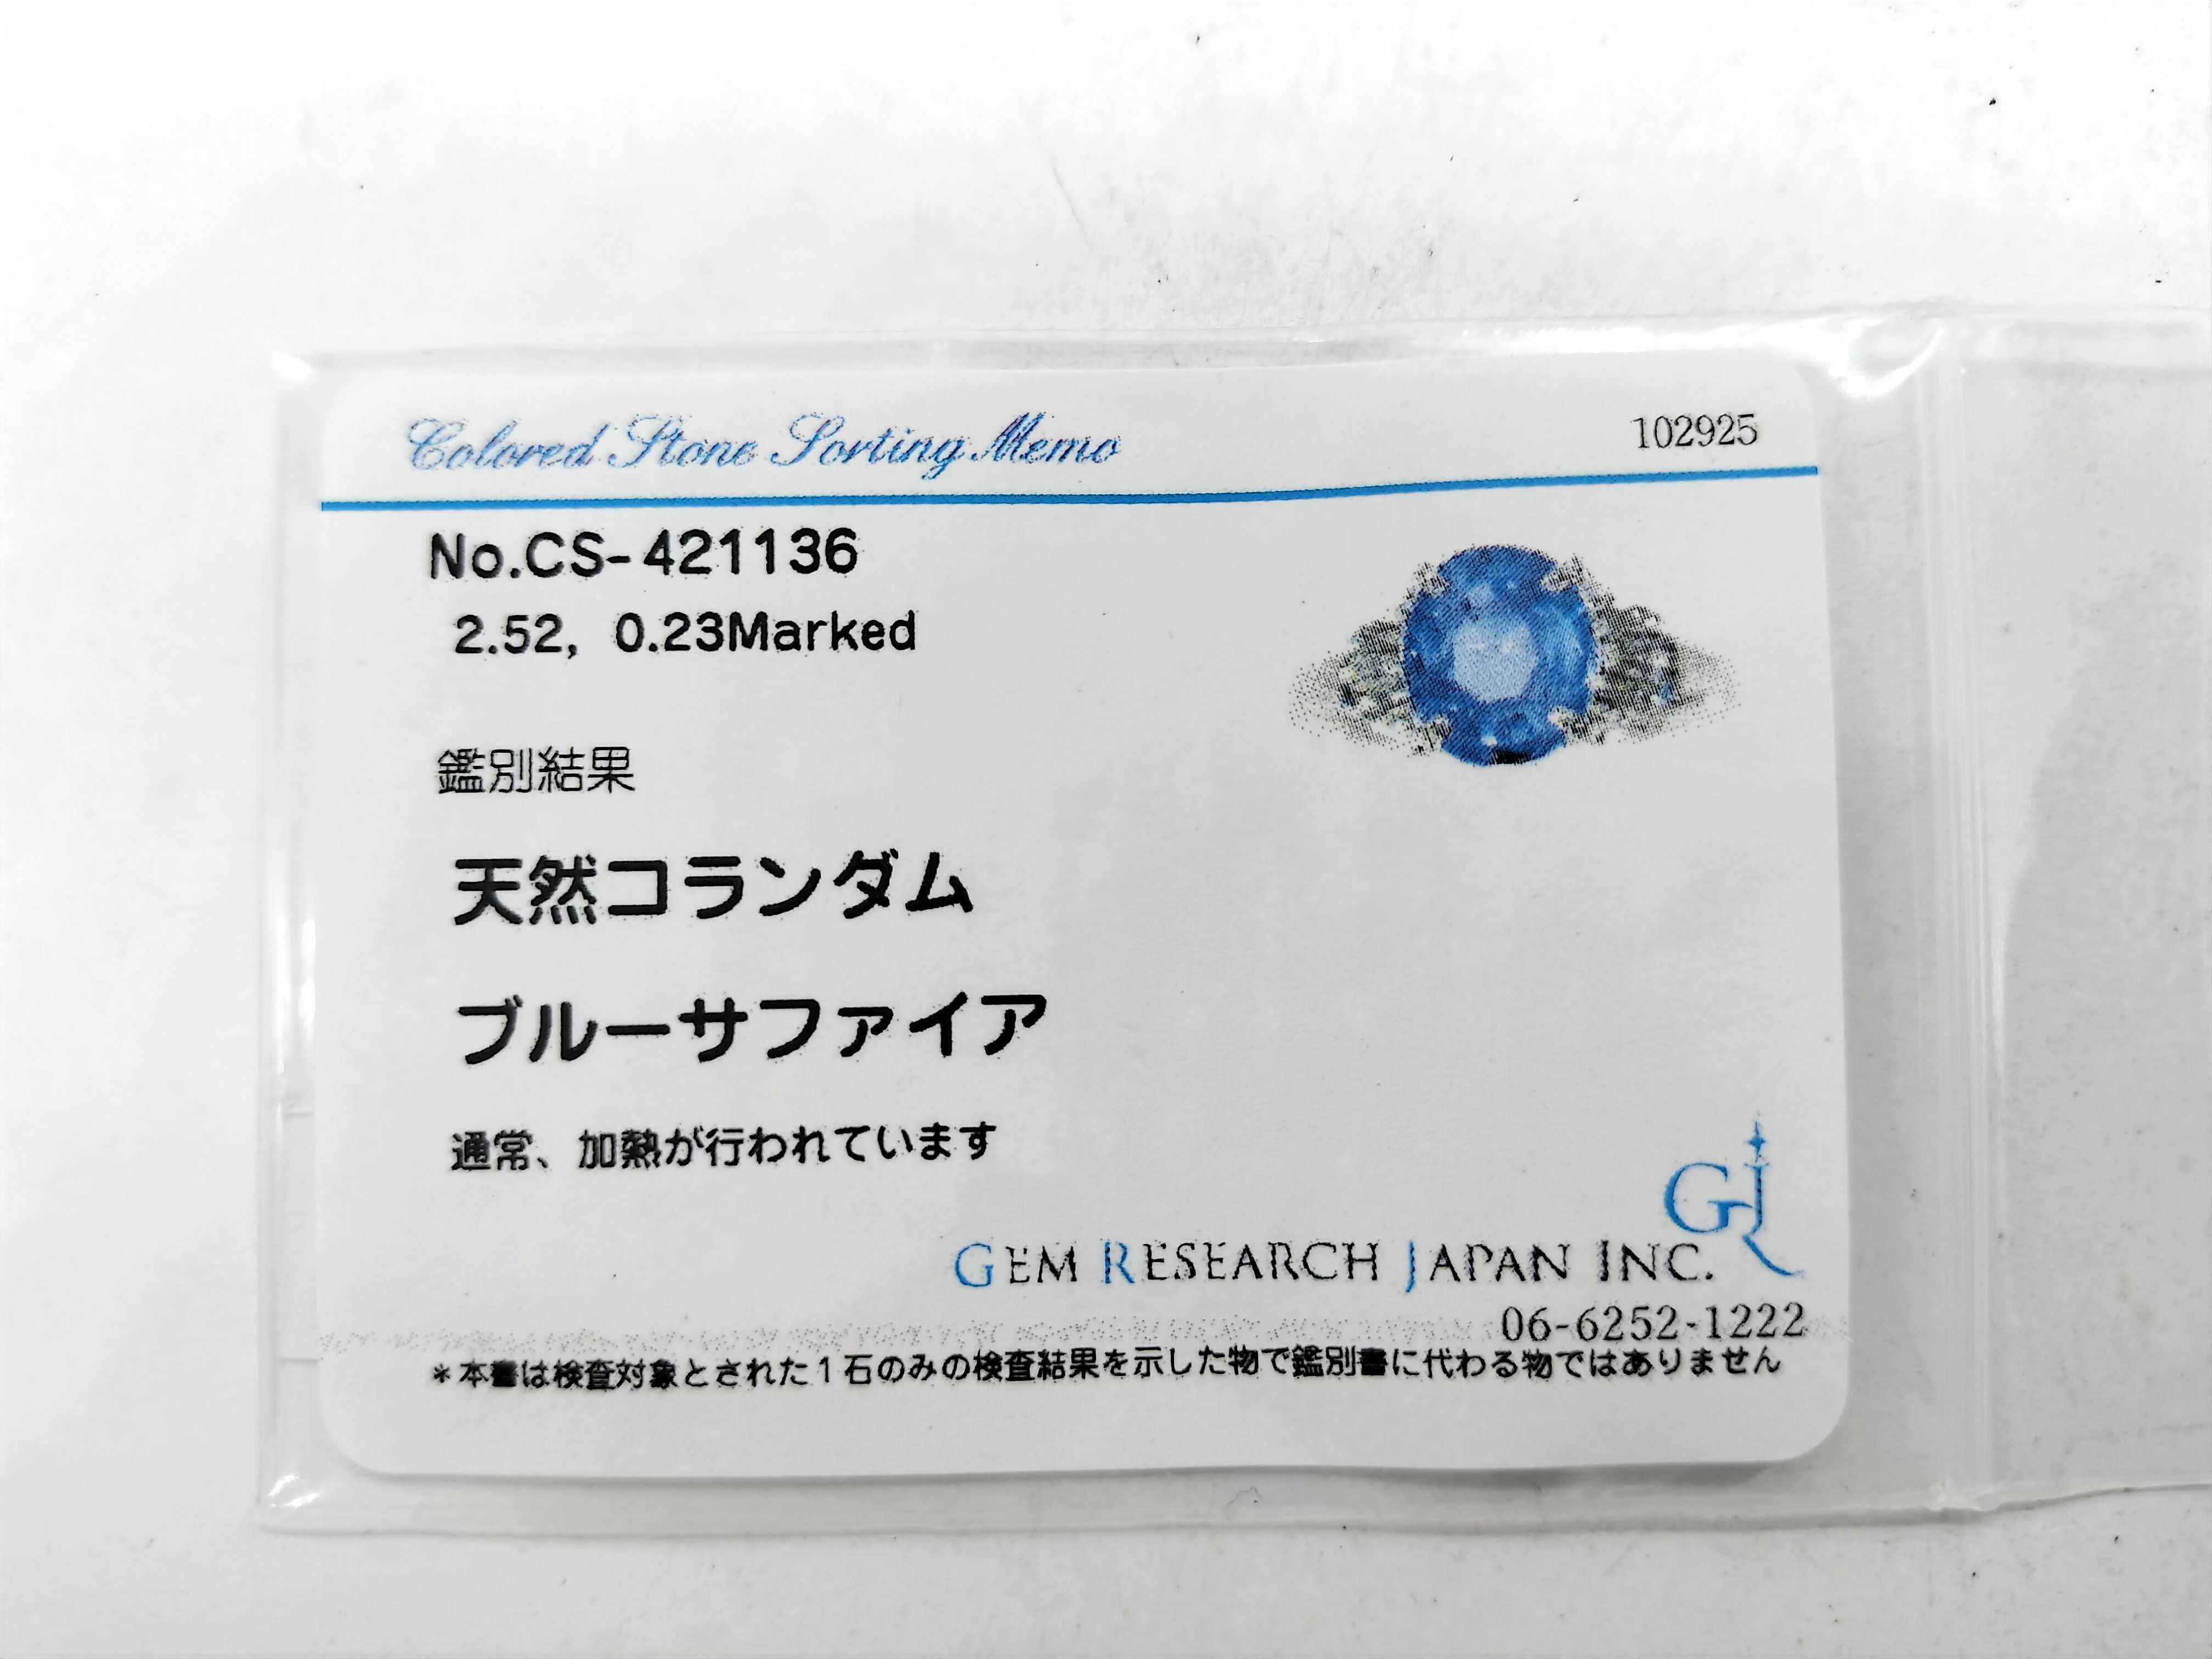 Colored Stone Sorting Memo
102925
No.CS-421136
2.52, 0.23Marked
鑑別結果
天然コランダム
ブルーサファイア
通常、加熱が行われています
GRJ
GEM RESEARCH JAPAN INC.
06-6252-1222
*本書は検査対象とされた1石のみの検査結果を示した物で鑑別書に代わる物ではありません